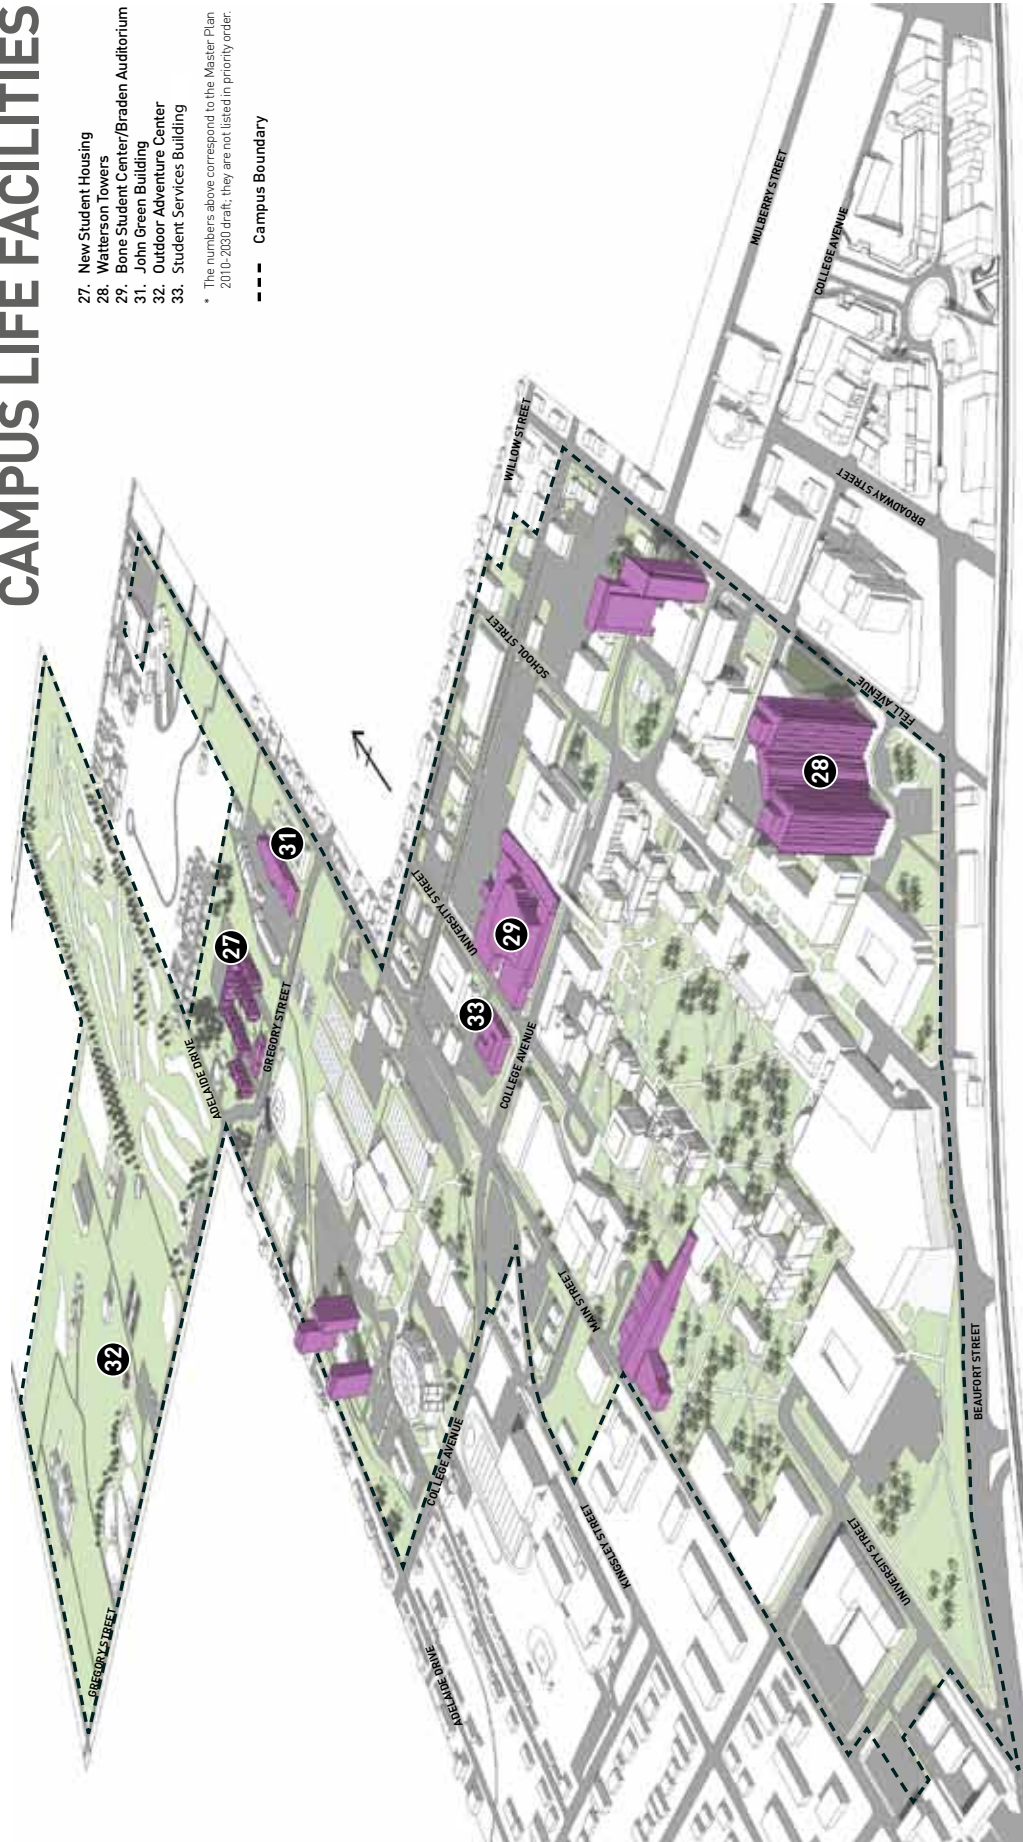 CAMPUS LIFE FACILITIES
27. New Student Housing
28. Watterson Towers
29. Bone Student Center/Braden Auditorium
31. John Green Building
32. Outdoor Adventure Center
33. Student Services Building
* The numbers above correspond to the Master Plan
2010-2030 draft; they are not listed in priority order.
Campus Boundary
MULBERRY STREET
COLLEGE AVENUE
BROADWAY STREET
WILLOW STREET
SCHOOL STREET
FELL AVENUE
28
31
27
UNIVERSITY STREET
29
33
GREGORY STREET
ADELAIDE DRIVE
COLLEGE AVENUE
32
MAIN STREET
BEAUFORT STREET
COLLEGE AVENUE
KINGSLEY STREET
UNIVERSITY STREET
GREGORY STREET
ADELAIDE DRIVE